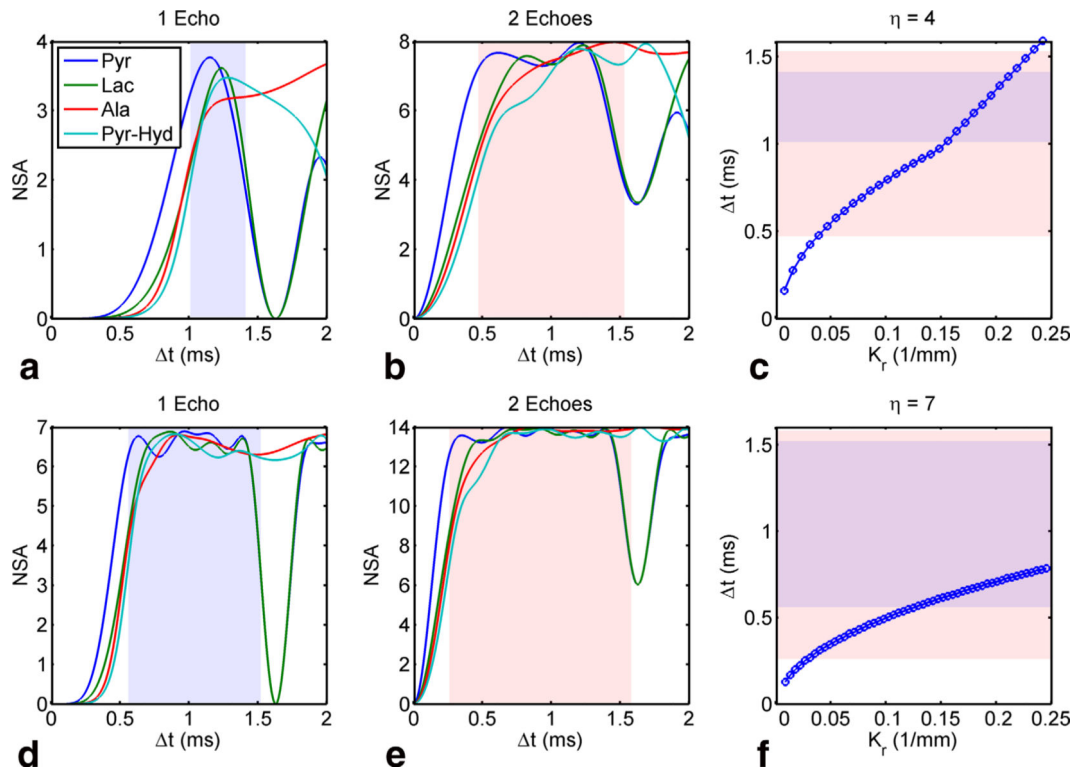 1 Echo
2 Echoes
η = 4
Pyr
Lac
Ala
Pyr-Hyd
NSA
4
3
2
1
0
0 0.5 1 1.5 2
Δt (ms)
a
NSA
8
6
4
2
0
0 0.5 1 1.5 2
Δt (ms)
b
Δt (ms)
1.5
1
0.5
0
0 0.05 0.1 0.15 0.2 0.25
K_r (1/mm)
c
1 Echo
2 Echoes
η = 7
NSA
7
6
5
4
3
2
1
0
0 0.5 1 1.5 2
Δt (ms)
d
NSA
14
12
10
8
6
4
2
0
0 0.5 1 1.5 2
Δt (ms)
e
Δt (ms)
1.5
1
0.5
0
0 0.05 0.1 0.15 0.2 0.25
K_r (1/mm)
f